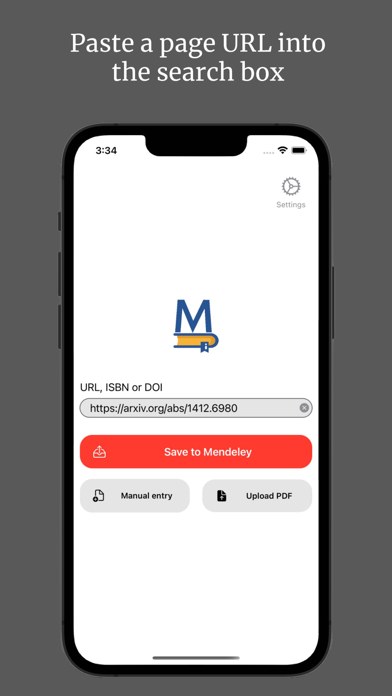 Paste a page URL into
the search box
3:34
Settings
M
URL, ISBN or DOI
https://arxiv.org/abs/1412.6980
Save to Mendeley
Manual entry
Upload PDF